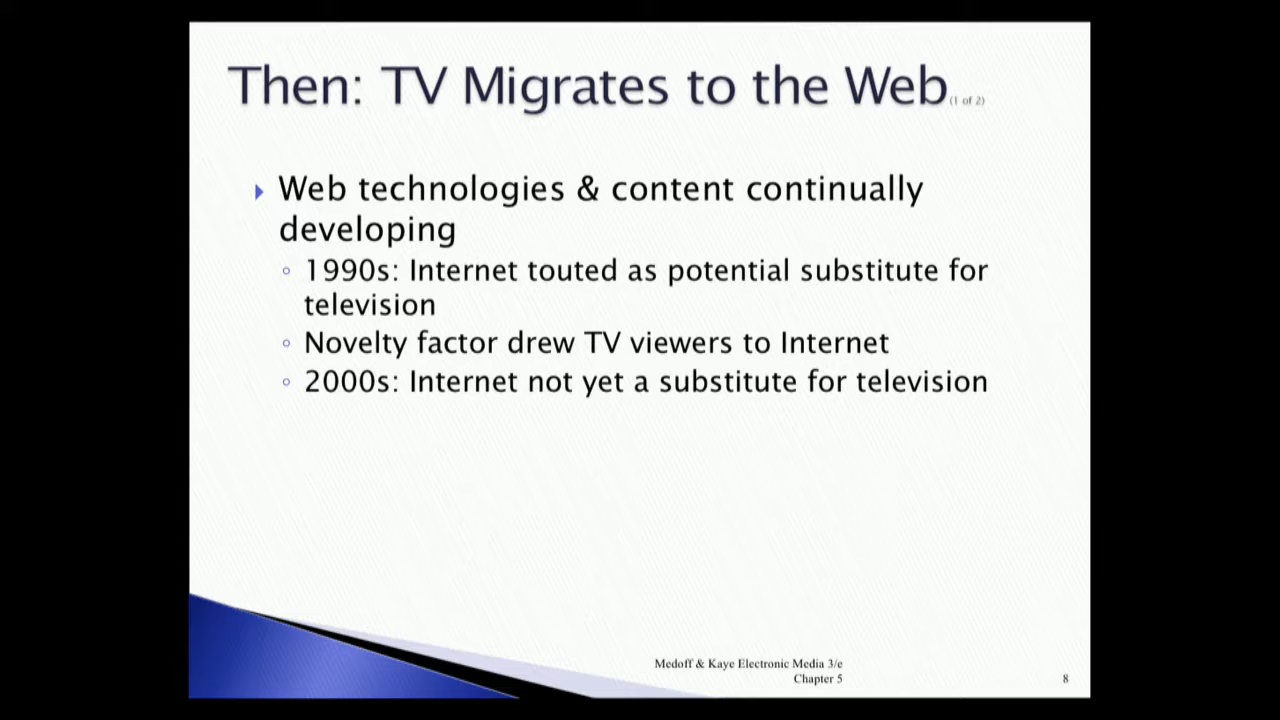 Then: TV Migrates to the Web (1 of 2)
Web technologies & content continually
developing
1990s: Internet touted as potential substitute for
television
Novelty factor drew TV viewers to Internet
2000s: Internet not yet a substitute for television
Medoff & Kaye Electronic Media 3/e
Chapter 5
8